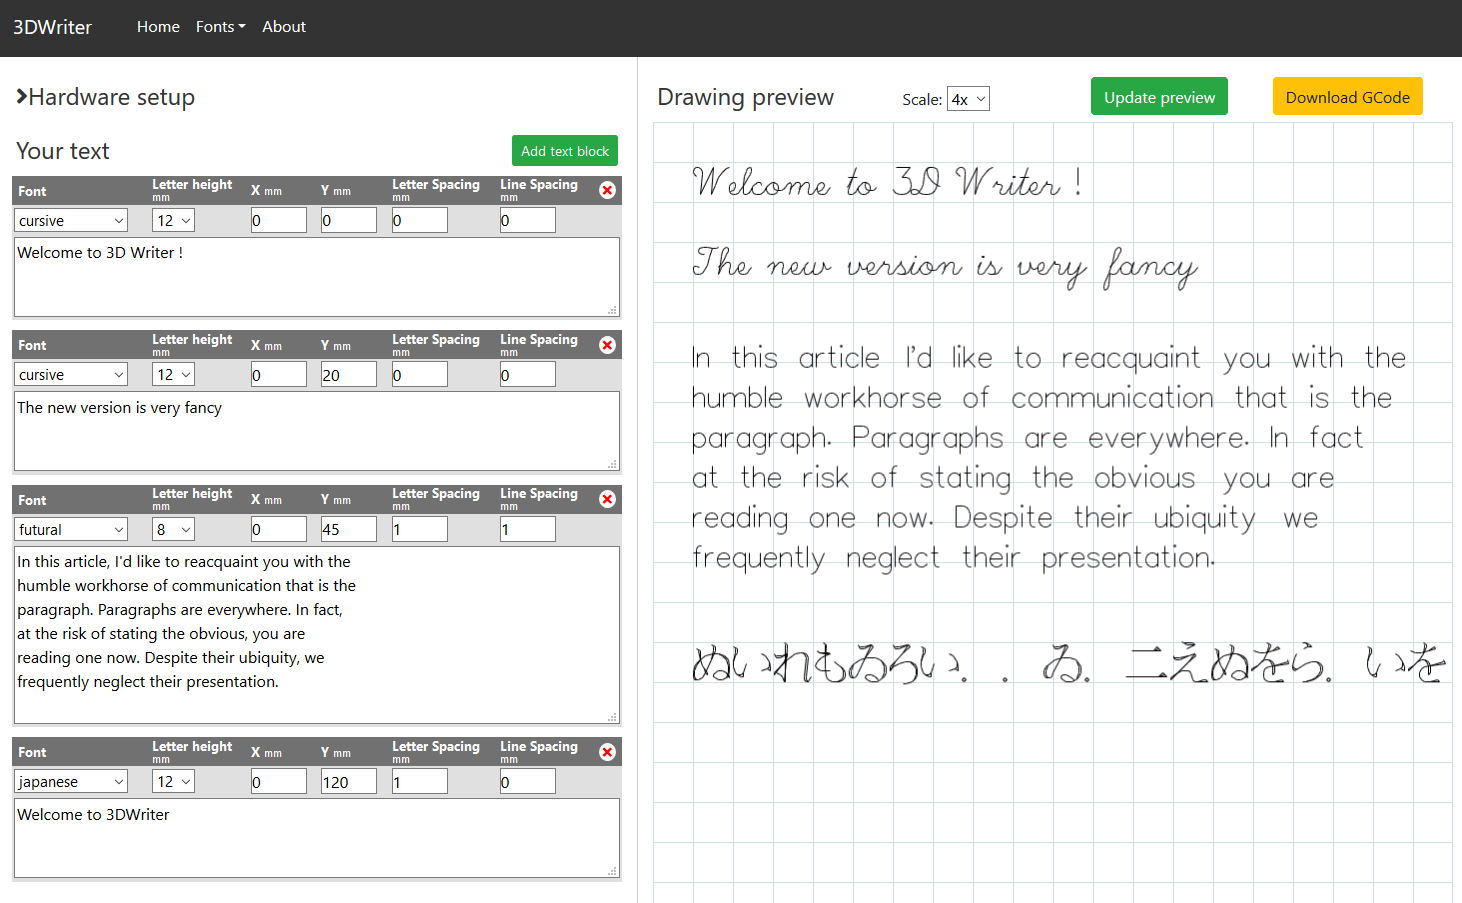 3DWriter Home Fonts About
Hardware setup
Your text Add text block
Font Letter height mm X mm Y mm Letter Spacing mm Line Spacing mm
cursive 12 0 0 0 0
Welcome to 3D Writer !
Font Letter height mm X mm Y mm Letter Spacing mm Line Spacing mm
cursive 12 0 20 0 0
The new version is very fancy
Font Letter height mm X mm Y mm Letter Spacing mm Line Spacing mm
futural 8 0 45 1 1
In this article, I'd like to reacquaint you with the
humble workhorse of communication that is the
paragraph. Paragraphs are everywhere. In fact,
at the risk of stating the obvious, you are
reading one now. Despite their ubiquity, we
frequently neglect their presentation.
Font Letter height mm X mm Y mm Letter Spacing mm Line Spacing mm
japanese 12 0 120 1 0
Welcome to 3DWriter
Drawing preview Scale: 4x Update preview Download GCode
Welcome to 3D Writer !
The new version is very fancy
In this article I'd like to reacquaint you with the
humble workhorse of communication that is the
paragraph. Paragraphs are everywhere. In fact
at the risk of stating the obvious you are
reading one now. Despite their ubiquity we
frequently neglect their presentation.
ぬいれもゐろい. . ゐ. 二えぬをら. いを